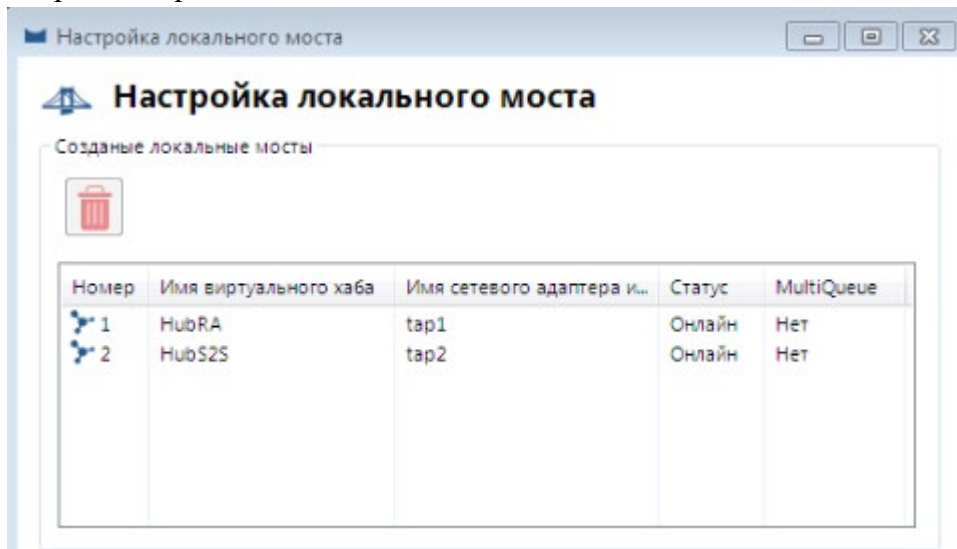 Настройка локального моста
Настройка локального моста
Созданые локальные мосты
Номер Имя виртуального хаба Имя сетевого адаптера и... Статус MultiQueue
1 HubRA tap1 Онлайн Нет
2 HubS2S tap2 Онлайн Нет